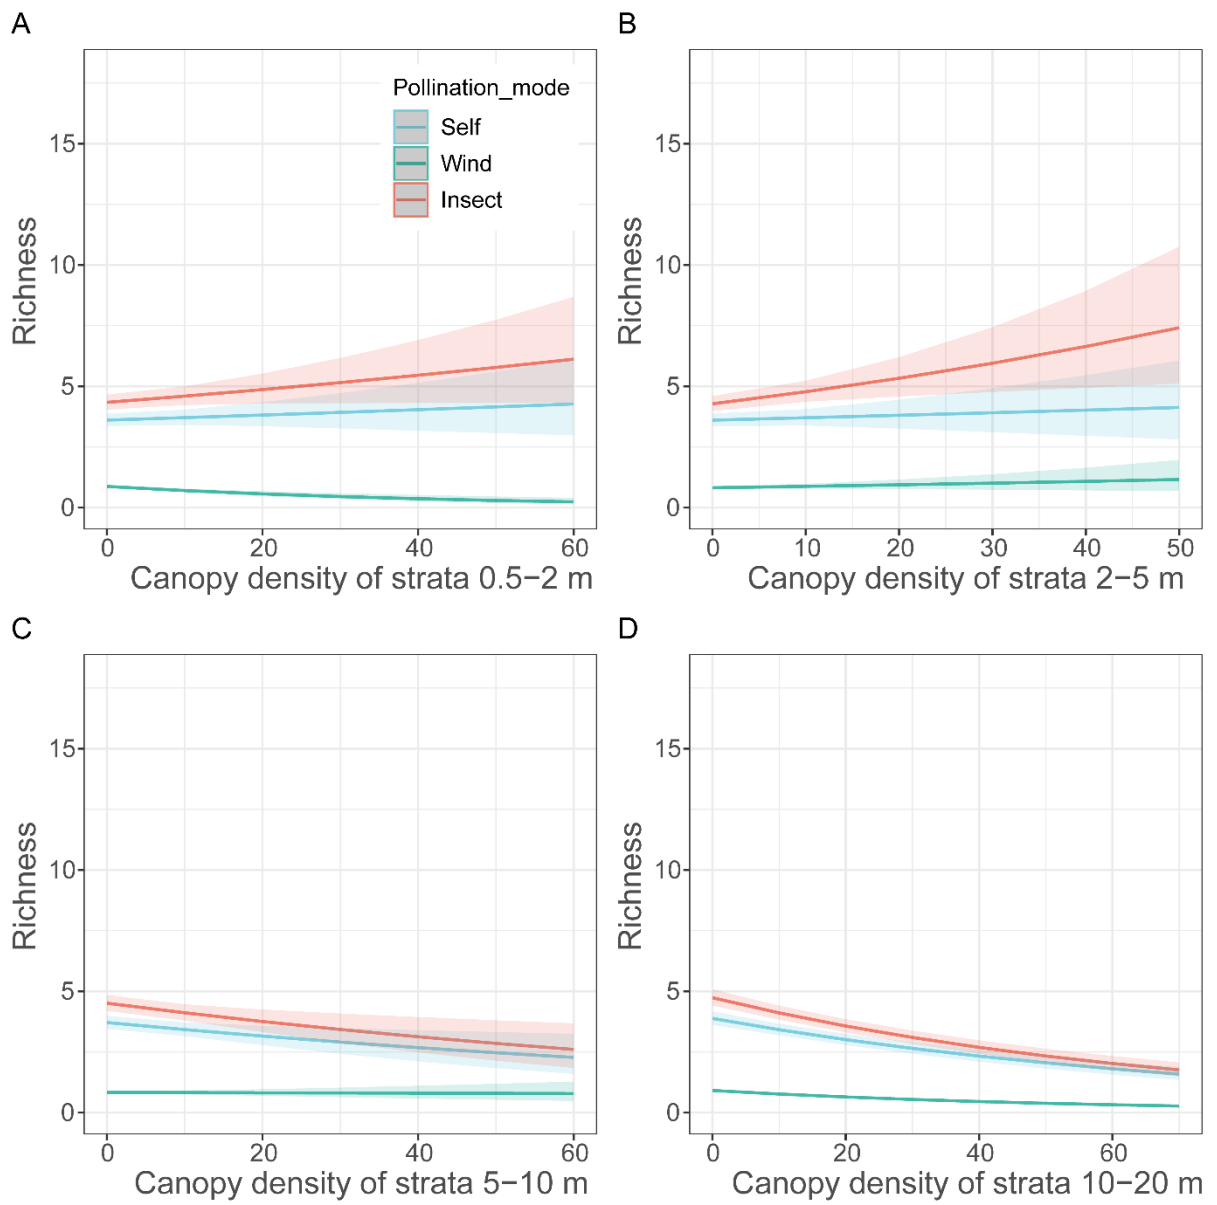 A
Pollination_mode
Self
Wind
Insect
Richness
15
10
5
0
0 20 40 60
Canopy density of strata 0.5−2 m
B
Richness
15
10
5
0
0 10 20 30 40 50
Canopy density of strata 2−5 m
C
Richness
15
10
5
0
0 20 40 60
Canopy density of strata 5−10 m
D
Richness
15
10
5
0
0 20 40 60
Canopy density of strata 10−20 m